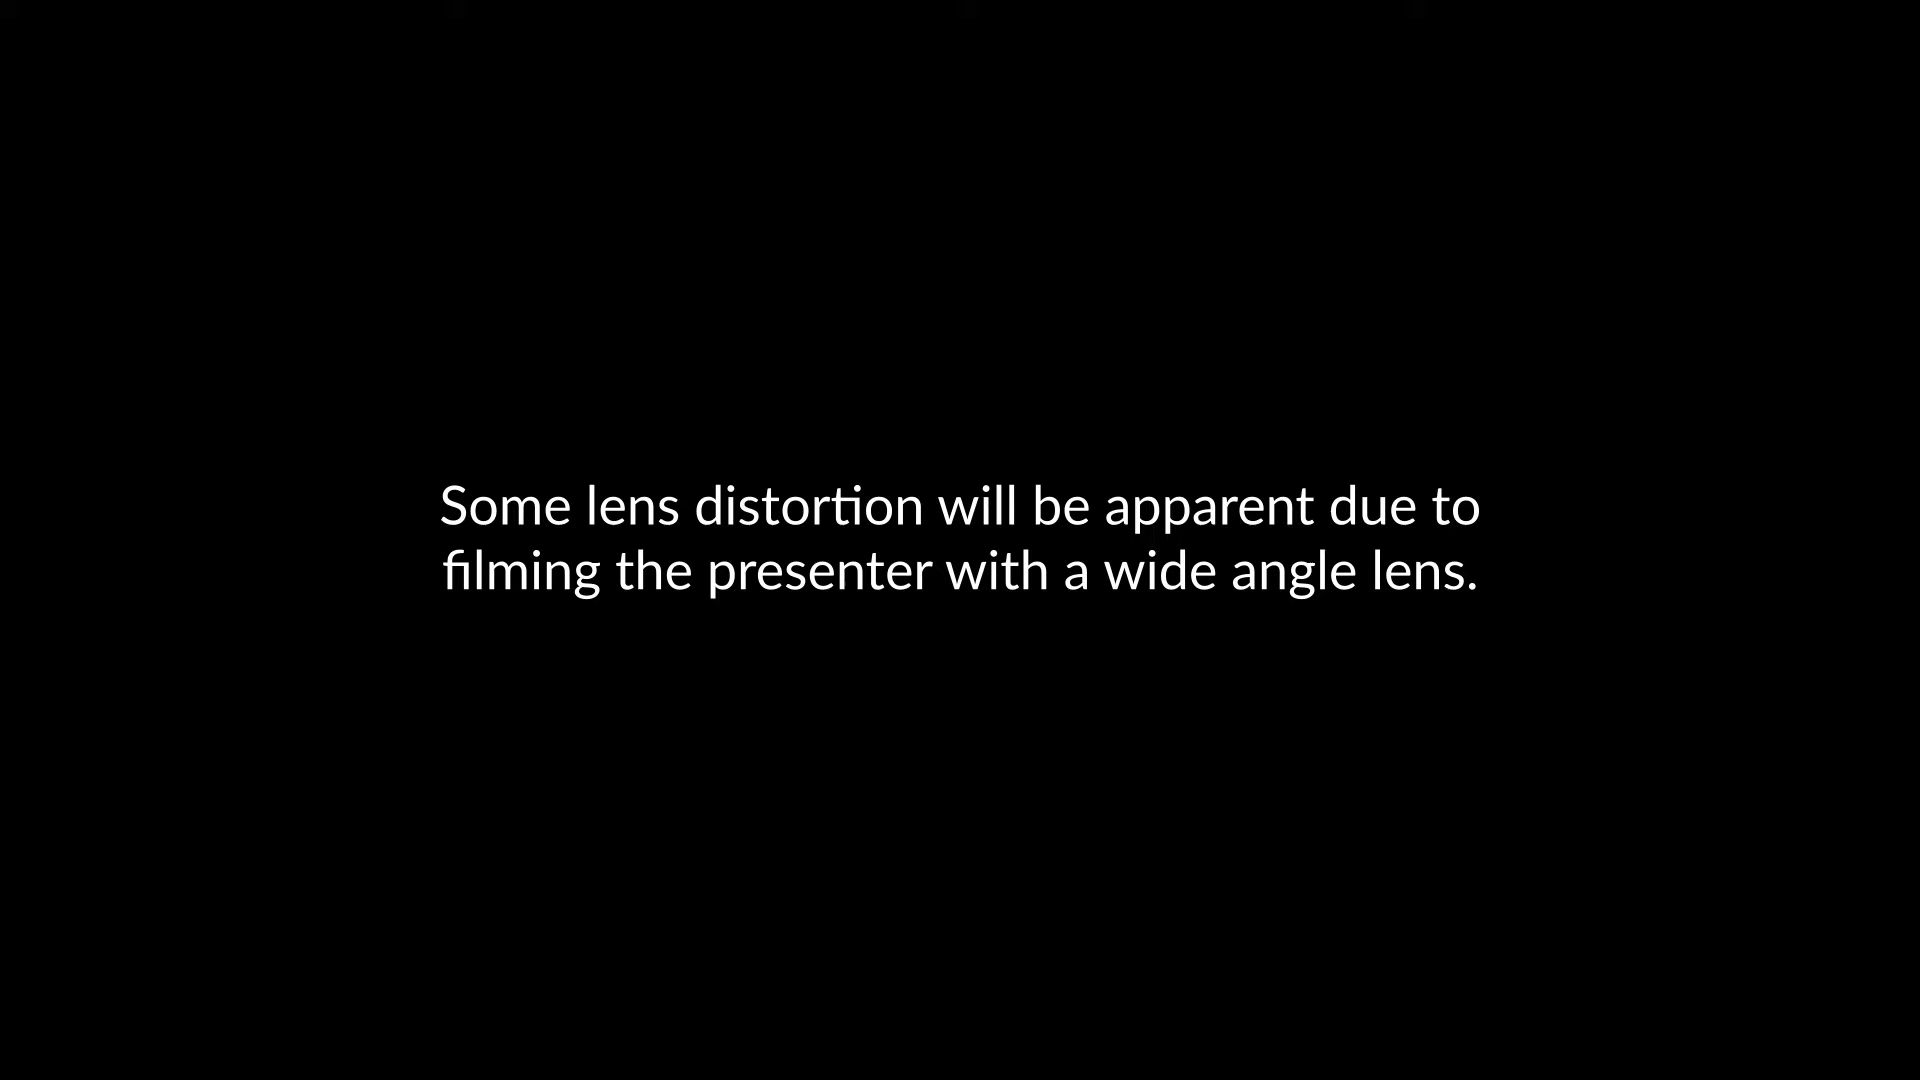 Some lens distortion will be apparent due to
filming the presenter with a wide angle lens.